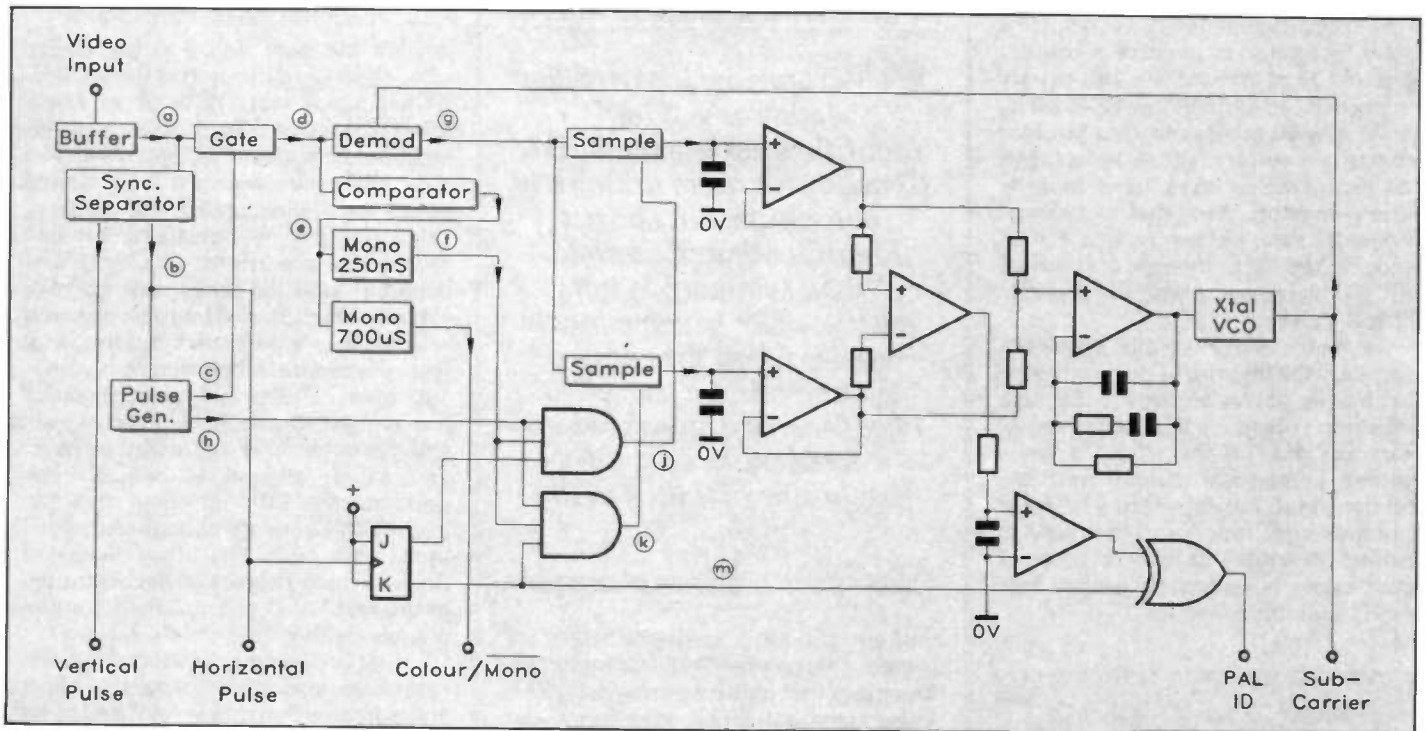 Video
Input
Buffer
a
Gate
d
Demod
g
Sample
+
−
0V
Sync.
Separator
Comparator
e
Mono
250nS
f
b
Mono
700uS
+
−
+
−
Xtal
VCO
Sample
+
−
0V
c
Pulse
Gen.
h
j
+
J
K
k
m
+
−
0V
Vertical
Pulse
Horizontal
Pulse
Colour/Mono
PAL
ID
Sub-
Carrier